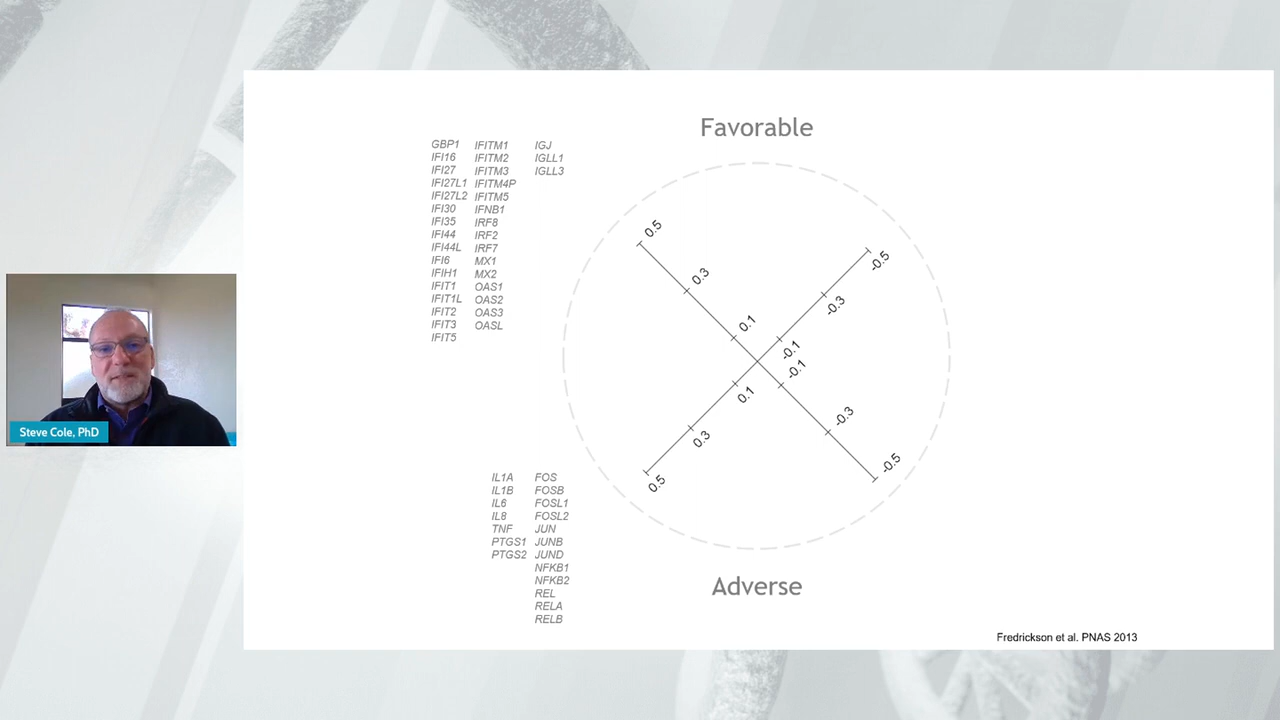 Favorable
GBP1 IFITM1 IGJ
IFI16 IFITM2 IGLL1
IFI27 IFITM3 IGLL3
IFI27L1 IFITM4P
IFI27L2 IFITM5
IFI30 IFNB1
IFI35 IRF8
IFI44 IRF2
IFI44L IRF7
IFI6 MX1
IFIH1 MX2
IFIT1 OAS1
IFIT1L OAS2
IFIT2 OAS3
IFIT3 OASL
IFIT5
0.5
-0.5
0.3
-0.3
0.1
-0.1
-0.1
0.1
-0.3
0.3
-0.5
0.5
Steve Cole, PhD
IL1A FOS
IL1B FOSB
IL6 FOSL1
IL8 FOSL2
TNF JUN
PTGS1 JUNB
PTGS2 JUND
NFKB1
NFKB2
REL
RELA
RELB
Adverse
Fredrickson et al. PNAS 2013